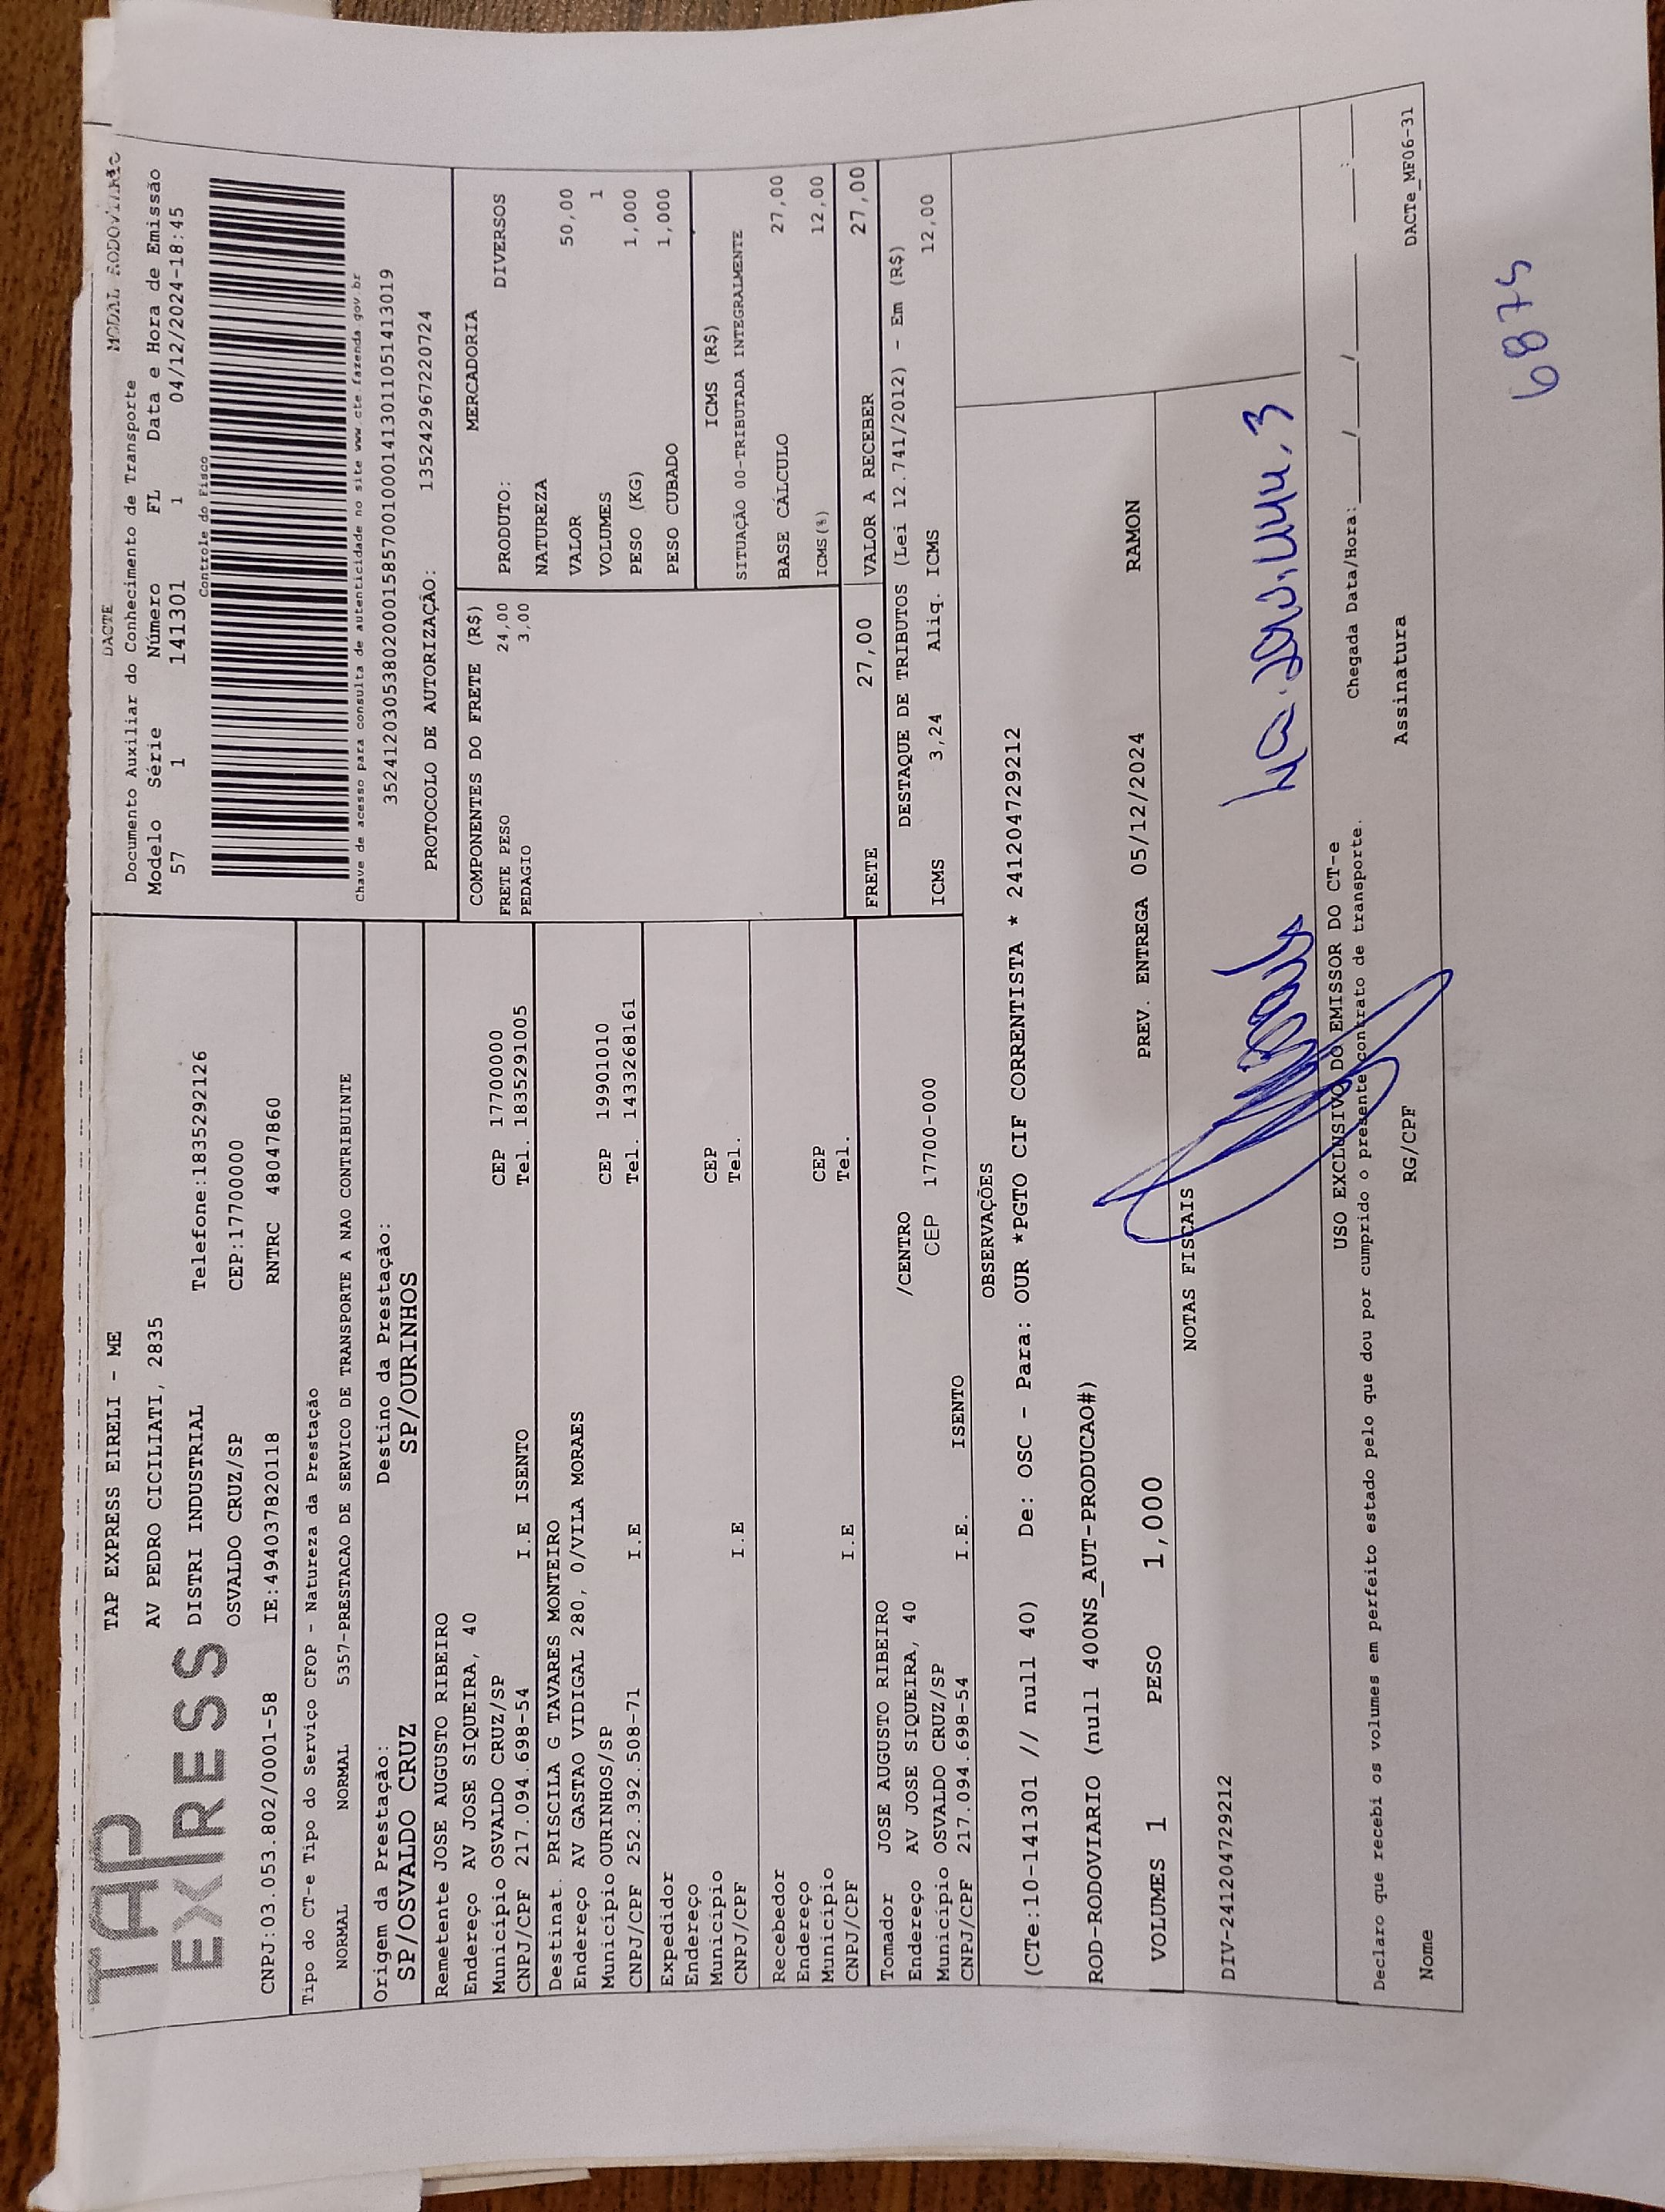 TAP
EXPRESS
TAP EXPRESS EIRELI - ME
AV PEDRO CICILIATI, 2835
DISTRI INDUSTRIAL Telefone:1835292126
OSVALDO CRUZ/SP CEP:17700000
CNPJ:03.053.802/0001-58 IE:494037820118 RNTRC 48047860
DACTE MODAL RODOVIARIO
Documento Auxiliar do Conhecimento de Transporte
Modelo Série Número FL Data e Hora de Emissão
57 1 141301 1 04/12/2024-18:45
Controle do Fisco
Chave de acesso para consulta de autenticidade no site www.cte.fazenda.gov.br
35241203053802000158570010001413011051413019
PROTOCOLO DE AUTORIZAÇÃO: 135242967220724
Tipo do CT-e Tipo do Serviço CFOP - Natureza da Prestação
NORMAL NORMAL 5357-PRESTACAO DE SERVICO DE TRANSPORTE A NAO CONTRIBUINTE
Origem da Prestação: Destino da Prestação:
SP/OSVALDO CRUZ SP/OURINHOS
Remetente JOSE AUGUSTO RIBEIRO
Endereço AV JOSE SIQUEIRA, 40
Município OSVALDO CRUZ/SP CEP 17700000
CNPJ/CPF 217.094.698-54 I.E ISENTO Tel. 1835291005
Destinat. PRISCILA G TAVARES MONTEIRO
Endereço AV GASTAO VIDIGAL 280, 0/VILA MORAES
Município OURINHOS/SP CEP 19901010
CNPJ/CPF 252.392.508-71 I.E Tel. 1433268161
Expedidor
Endereço
Município CEP
CNPJ/CPF I.E Tel.
Recebedor
Endereço
Município CEP
CNPJ/CPF I.E Tel.
Tomador JOSE AUGUSTO RIBEIRO
Endereço AV JOSE SIQUEIRA, 40 /CENTRO
Município OSVALDO CRUZ/SP CEP 17700-000
CNPJ/CPF 217.094.698-54 I.E. ISENTO
COMPONENTES DO FRETE (R$)
FRETE PESO 24,00
PEDAGIO 3,00
MERCADORIA
PRODUTO: DIVERSOS
NATUREZA
VALOR 50,00
VOLUMES 1
PESO (KG) 1,000
PESO CUBADO 1,000
ICMS (R$)
SITUAÇÃO 00-TRIBUTADA INTEGRALMENTE
BASE CÁLCULO 27,00
ICMS(%) 12,00
FRETE 27,00 VALOR A RECEBER 27,00
DESTAQUE DE TRIBUTOS (Lei 12.741/2012) - Em (R$)
ICMS 3,24 Aliq. ICMS 12,00
OBSERVAÇÕES
(CTe:10-141301 // null 40) De: OSC - Para: OUR *PGTO CIF CORRENTISTA * 241204729212
ROD-RODOVIARIO (null 400NS_AUT-PRODUCAO#)
VOLUMES 1 PESO 1,000 PREV. ENTREGA 05/12/2024 RAMON
NOTAS FISCAIS
DIV-241204729212
USO EXCLUSIVO DO EMISSOR DO CT-e
Declaro que recebi os volumes em perfeito estado pelo que dou por cumprido o presente contrato de transporte.
Chegada Data/Hora: ____/____/____ ___:___
Nome RG/CPF Assinatura
DACTe_MF06-31
6875